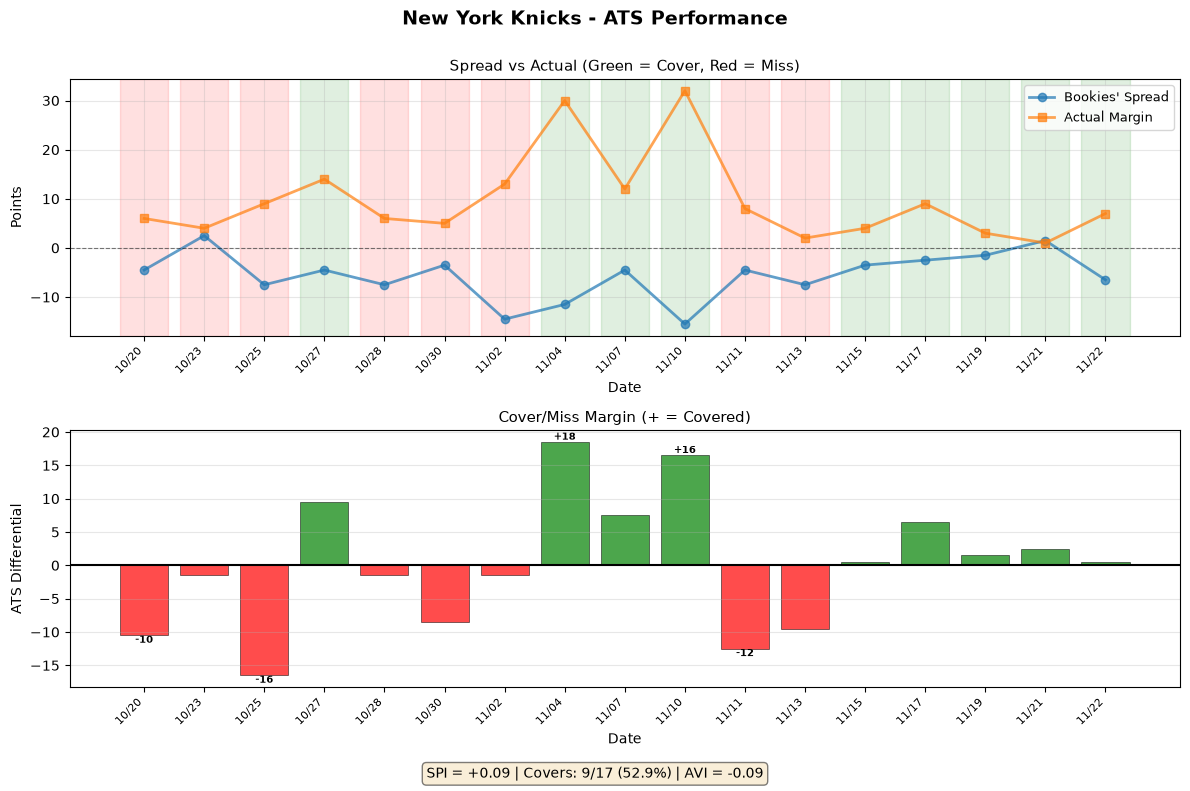 New York Knicks - ATS Performance
Spread vs Actual (Green = Cover, Red = Miss)
Bookies' Spread
Actual Margin
Points
30
20
10
0
−10
10/20 10/23 10/25 10/27 10/28 10/30 11/02 11/04 11/07 11/10 11/11 11/13 11/15 11/17 11/19 11/21 11/22
Date
Cover/Miss Margin (+ = Covered)
ATS Differential
20
15
10
5
0
−5
−10
−15
+18
+16
-10
-16
-12
10/20 10/23 10/25 10/27 10/28 10/30 11/02 11/04 11/07 11/10 11/11 11/13 11/15 11/17 11/19 11/21 11/22
Date
SPI = +0.09 | Covers: 9/17 (52.9%) | AVI = -0.09